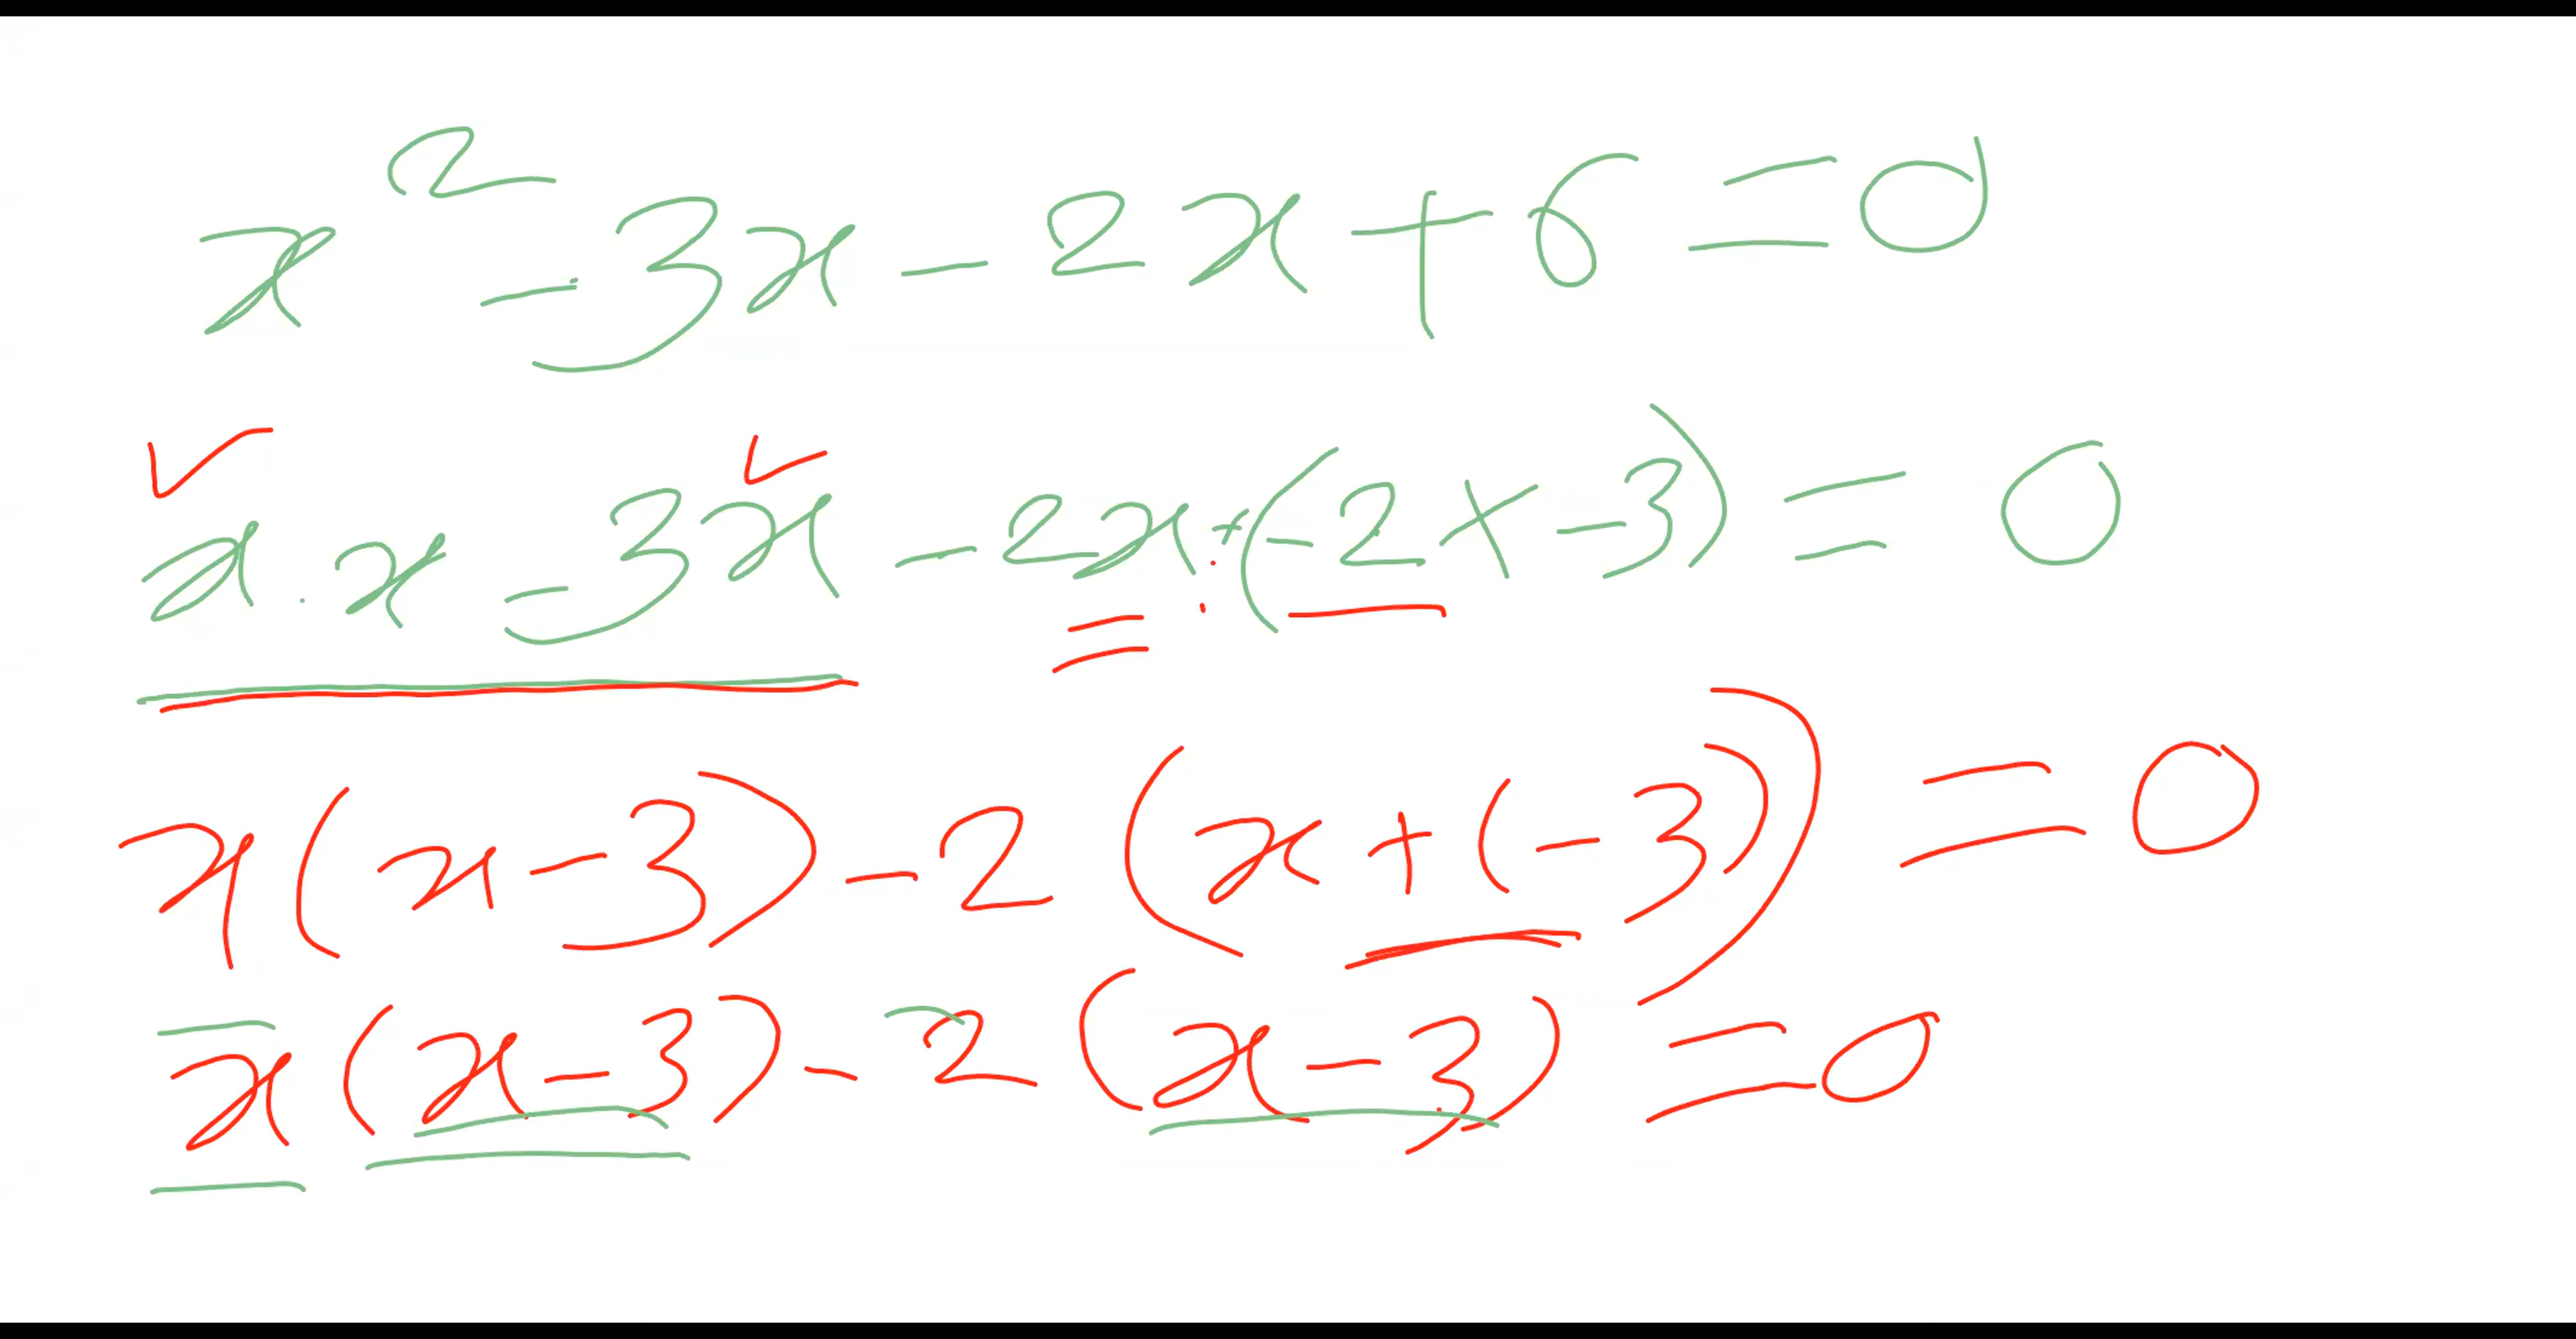 x² - 3x - 2x + 6 = 0
x . x - 3x - 2x + (-2 × -3) = 0
x(x - 3) - 2(x + (-3)) = 0
x(x - 3) - 2(x - 3) = 0